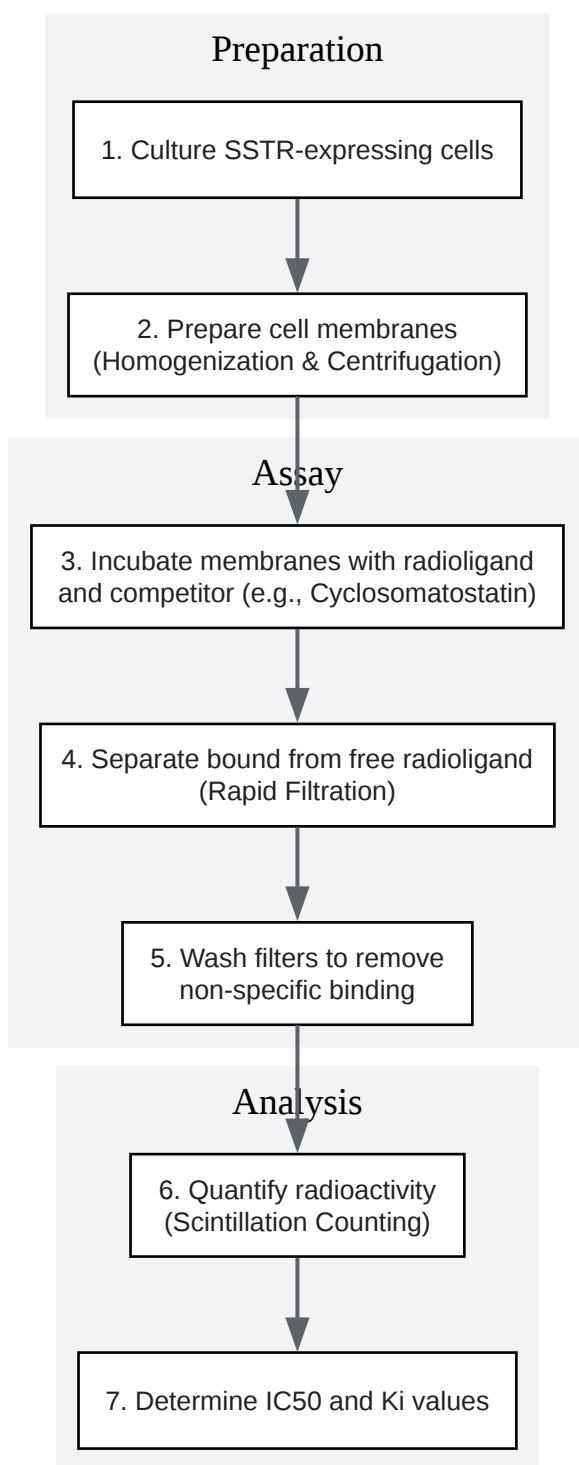 Preparation
1. Culture SSTR-expressing cells
2. Prepare cell membranes
(Homogenization & Centrifugation)
Assay
3. Incubate membranes with radioligand
and competitor (e.g., Cyclosomatostatin)
4. Separate bound from free radioligand
(Rapid Filtration)
5. Wash filters to remove
non-specific binding
Analysis
6. Quantify radioactivity
(Scintillation Counting)
7. Determine IC50 and Ki values